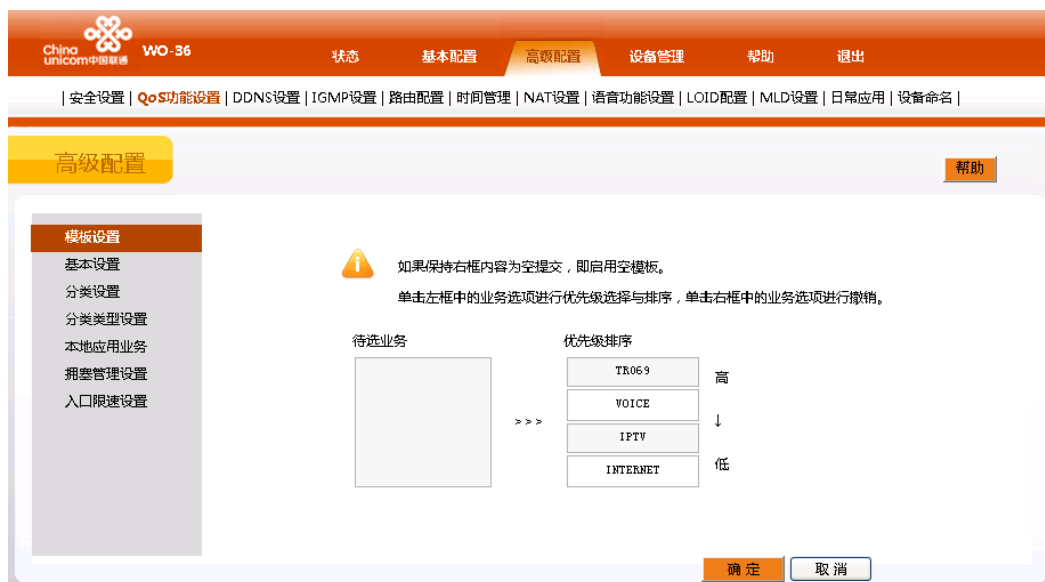 China
unicom中国联通
WO-36
状态 基本配置 高级配置 设备管理 帮助 退出
| 安全设置 | QoS功能设置 | DDNS设置 | IGMP设置 | 路由配置 | 时间管理 | NAT设置 | 语音功能设置 | LOID配置 | MLD设置 | 日常应用 | 设备命名 |
高级配置
帮助
模板设置
基本设置
分类设置
分类类型设置
本地应用业务
拥塞管理设置
入口限速设置
如果保持右框内容为空提交，即启用空模板。
单击左框中的业务选项进行优先级选择与排序，单击右框中的业务选项进行撤销。
待选业务
>>>
优先级排序
TR069
VOICE
IPTV
INTERNET
高
↓
低
确定 取消